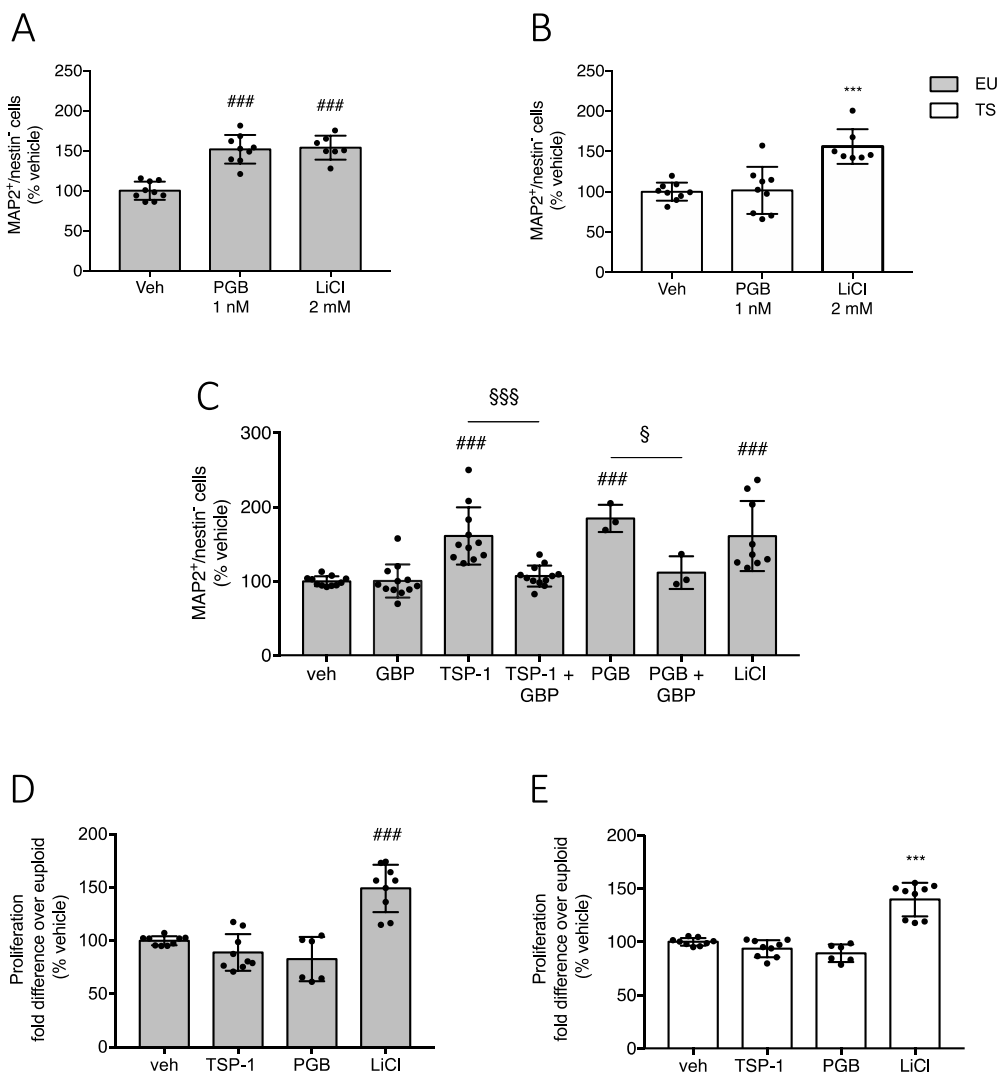 A
MAP2⁺/nestin⁻ cells
(% vehicle)
250
200
150
100
50
0
###
###
Veh
PGB
1 nM
LiCl
2 mM
B
MAP2⁺/nestin⁻ cells
(% vehicle)
250
200
150
100
50
0
***
Veh
PGB
1 nM
LiCl
2 mM
EU
TS
C
MAP2⁺/nestin⁻ cells
(% vehicle)
300
200
100
0
§§§
###
§
###
###
veh
GBP
TSP-1
TSP-1 +
GBP
PGB
PGB +
GBP
LiCl
D
Proliferation
fold difference over euploid
(% vehicle)
200
150
100
50
0
###
veh
TSP-1
PGB
LiCl
E
Proliferation
fold difference over euploid
(% vehicle)
200
150
100
50
0
***
veh
TSP-1
PGB
LiCl